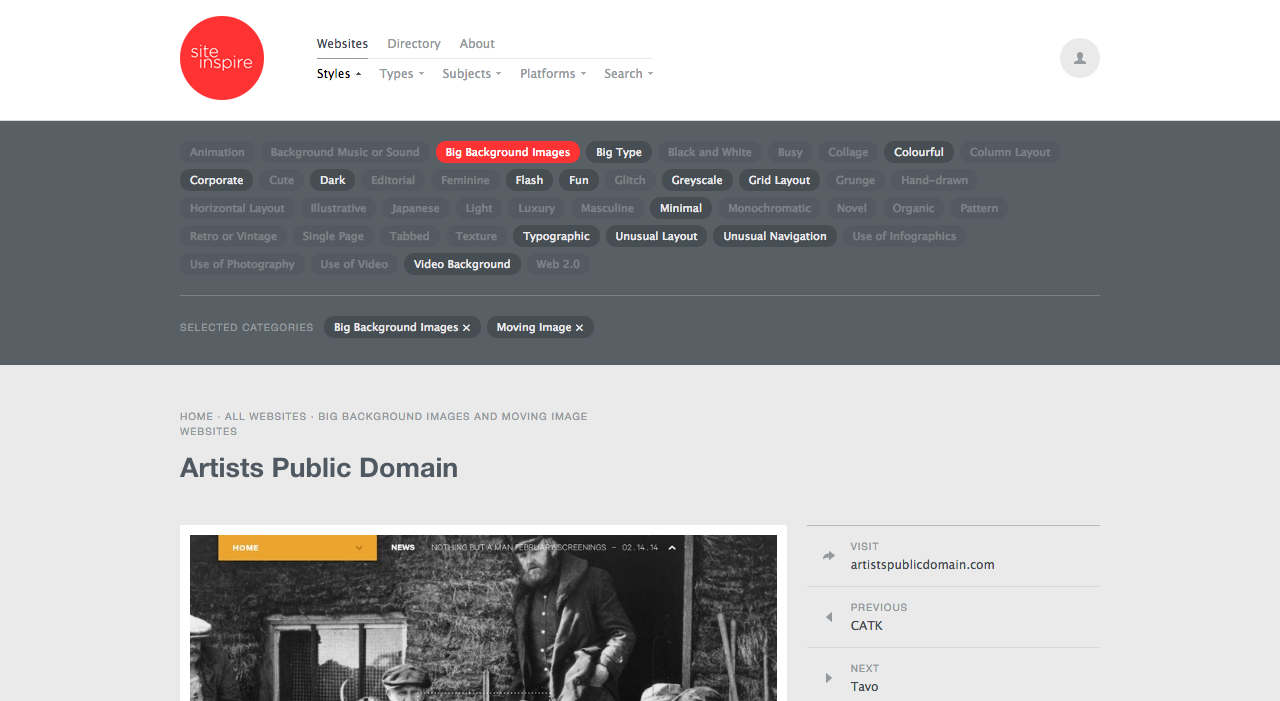 site
inspire
Websites Directory About
Styles Types Subjects Platforms Search
Animation Background Music or Sound Big Background Images Big Type Black and White Busy Collage Colourful Column Layout
Corporate Cute Dark Editorial Feminine Flash Fun Glitch Greyscale Grid Layout Grunge Hand-drawn
Horizontal Layout Illustrative Japanese Light Luxury Masculine Minimal Monochromatic Novel Organic Pattern
Retro or Vintage Single Page Tabbed Texture Typographic Unusual Layout Unusual Navigation Use of Infographics
Use of Photography Use of Video Video Background Web 2.0
SELECTED CATEGORIES Big Background Images × Moving Image ×
HOME · ALL WEBSITES · BIG BACKGROUND IMAGES AND MOVING IMAGE
WEBSITES
Artists Public Domain
HOME NEWS NOTHING BUT A MAN FEBRUARY SCREENINGS – 02.14.14
VISIT
artistspublicdomain.com
PREVIOUS
CATK
NEXT
Tavo